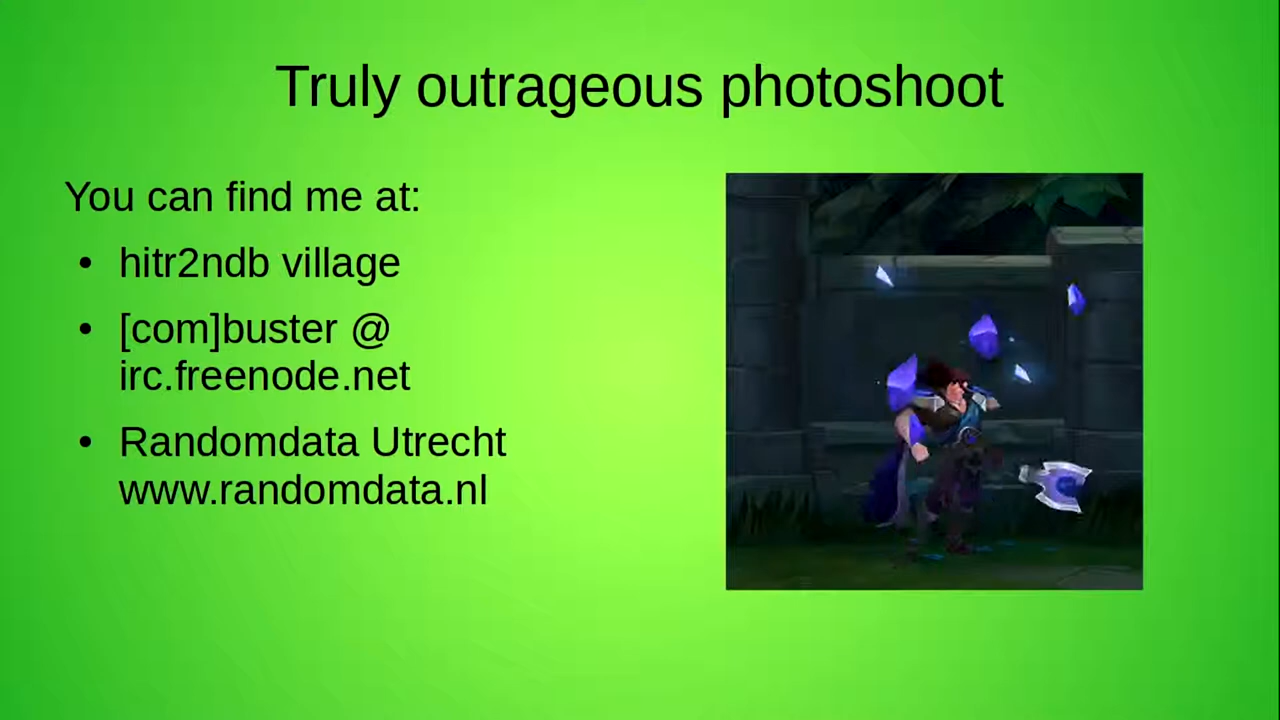 Truly outrageous photoshoot
You can find me at:
• hitr2ndb village
• [com]buster @
irc.freenode.net
• Randomdata Utrecht
www.randomdata.nl